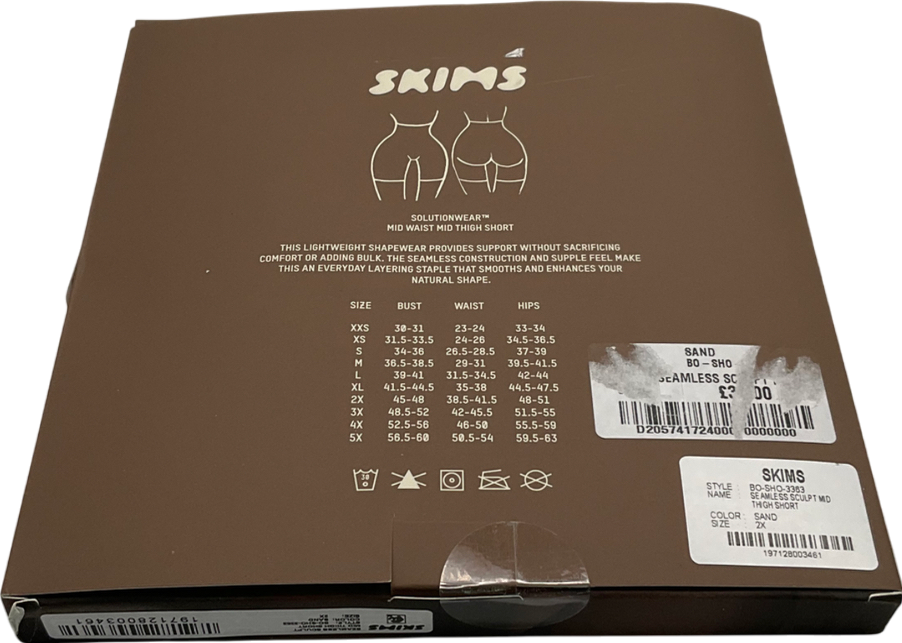 SKIMS
SOLUTIONWEAR™
MID WAIST MID THIGH SHORT
THIS LIGHTWEIGHT SHAPEWEAR PROVIDES SUPPORT WITHOUT SACRIFICING
COMFORT OR ADDING BULK. THE SEAMLESS CONSTRUCTION AND SUPPLE FEEL MAKE
THIS AN EVERYDAY LAYERING STAPLE THAT SMOOTHS AND ENHANCES YOUR
NATURAL SHAPE.
SIZE BUST WAIST HIPS
XXS 30-31 23-24 33-34
XS 31.5-33.5 24-26 34.5-36.5
S 34-36 26.5-28.5 37-39
M 36.5-38.5 29-31 39.5-41.5
L 39-41 31.5-34.5 42-44
XL 41.5-44.5 35-38 44.5-47.5
2X 45-48 38.5-41.5 48-51
3X 48.5-52 42-45.5 51.5-55
4X 52.5-56 46-50 55.5-59
5X 56.5-60 50.5-54 59.5-63
30
SAND
BO-SHO
SEAMLESS
SKIMS
STYLE : BO-SHO-3363
NAME : SEAMLESS SCULPT MID
THIGH SHORT
COLOR : SAND
SIZE : 2X
197128003461
197128003461
SKIMS